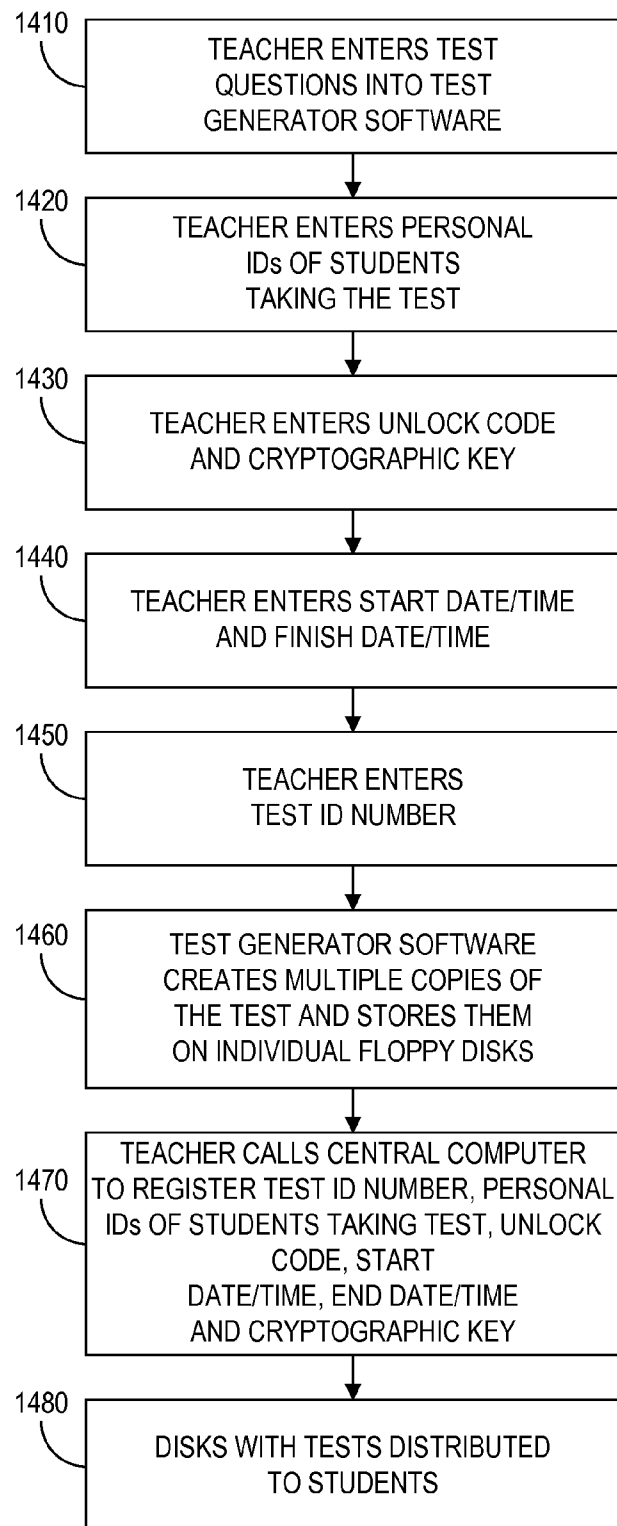 1410
TEACHER ENTERS TEST
QUESTIONS INTO TEST
GENERATOR SOFTWARE
1420
TEACHER ENTERS PERSONAL
IDs OF STUDENTS
TAKING THE TEST
1430
TEACHER ENTERS UNLOCK CODE
AND CRYPTOGRAPHIC KEY
1440
TEACHER ENTERS START DATE/TIME
AND FINISH DATE/TIME
1450
TEACHER ENTERS
TEST ID NUMBER
1460
TEST GENERATOR SOFTWARE
CREATES MULTIPLE COPIES OF
THE TEST AND STORES THEM
ON INDIVIDUAL FLOPPY DISKS
1470
TEACHER CALLS CENTRAL COMPUTER
TO REGISTER TEST ID NUMBER, PERSONAL
IDs OF STUDENTS TAKING TEST, UNLOCK
CODE, START
DATE/TIME, END DATE/TIME
AND CRYPTOGRAPHIC KEY
1480
DISKS WITH TESTS DISTRIBUTED
TO STUDENTS